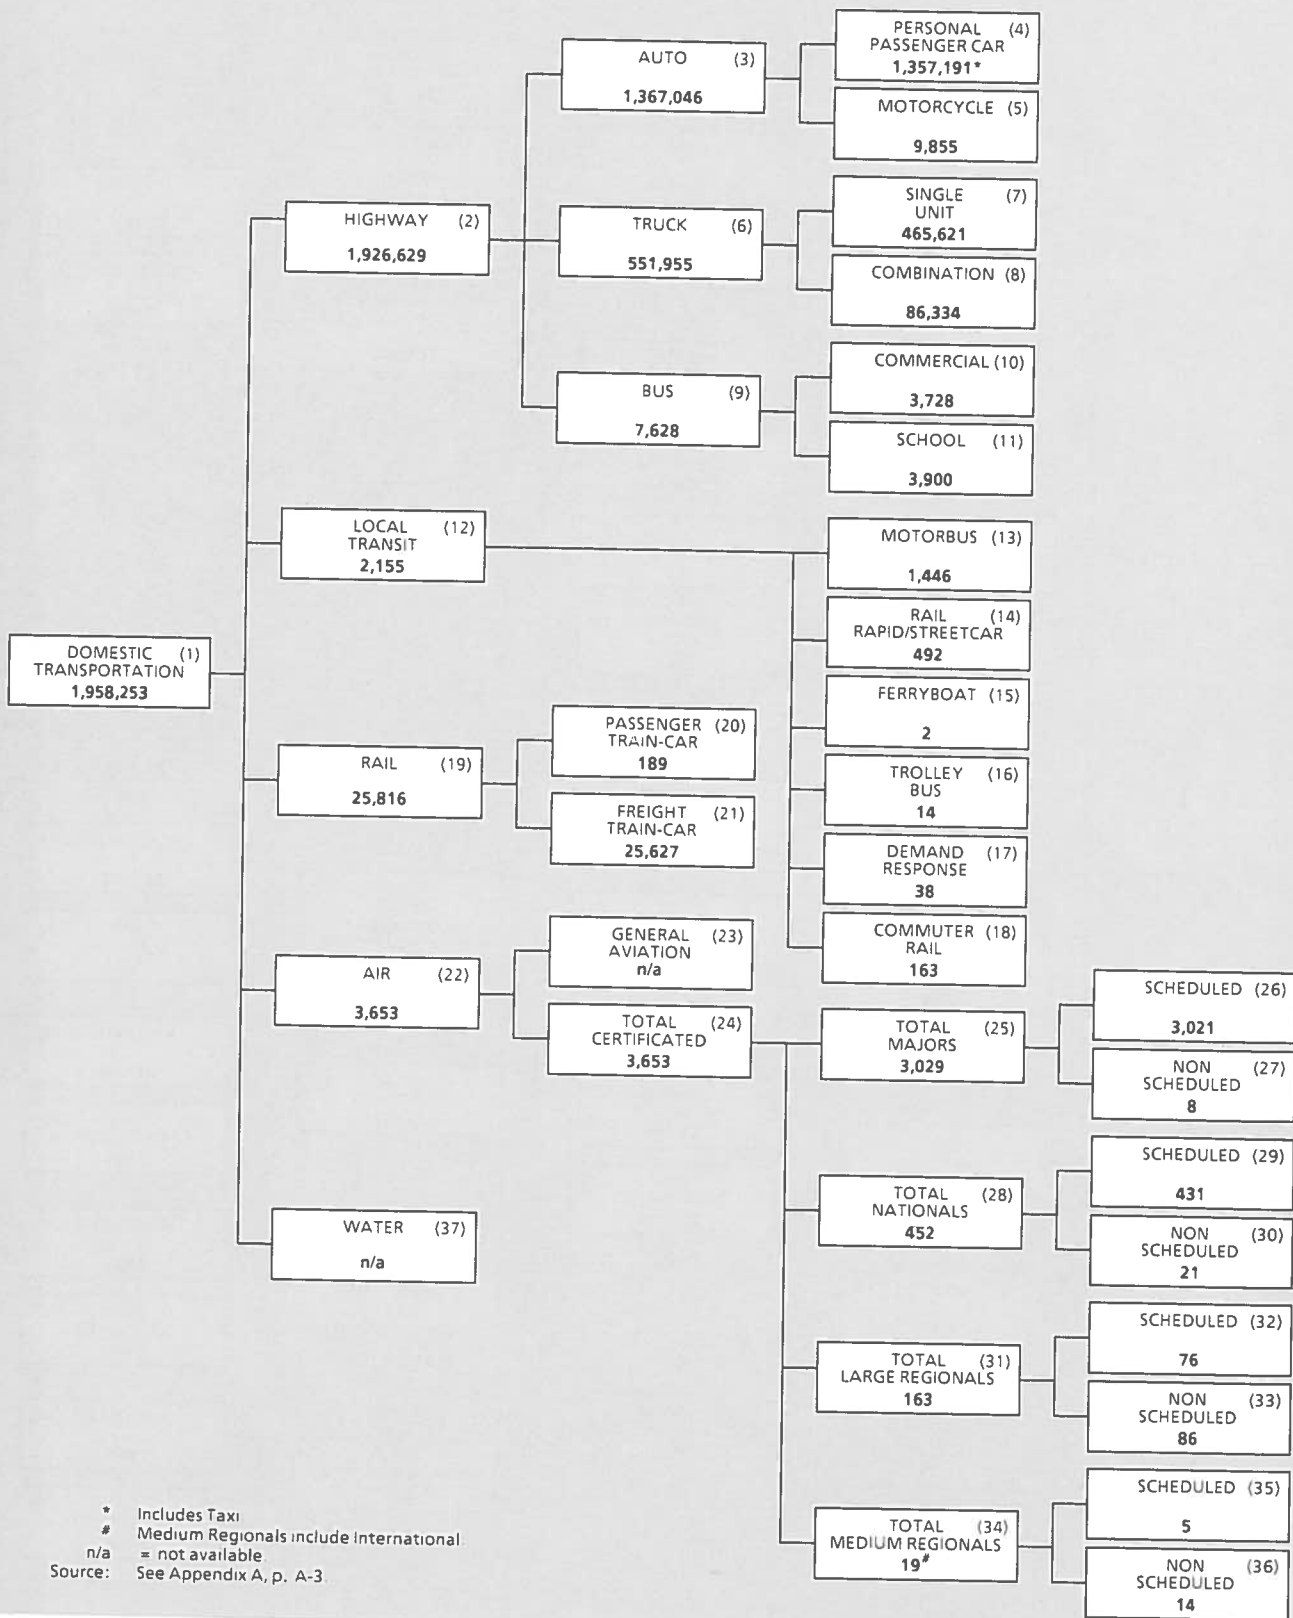 DOMESTIC (1)
TRANSPORTATION
1,958,253
HIGHWAY (2)
1,926,629
AUTO (3)
1,367,046
PERSONAL (4)
PASSENGER CAR
1,357,191*
MOTORCYCLE (5)
9,855
TRUCK (6)
551,955
SINGLE (7)
UNIT
465,621
COMBINATION (8)
86,334
BUS (9)
7,628
COMMERCIAL (10)
3,728
SCHOOL (11)
3,900
LOCAL (12)
TRANSIT
2,155
MOTORBUS (13)
1,446
RAIL (14)
RAPID/STREETCAR
492
FERRYBOAT (15)
2
TROLLEY (16)
BUS
14
DEMAND (17)
RESPONSE
38
COMMUTER (18)
RAIL
163
RAIL (19)
25,816
PASSENGER (20)
TRAIN-CAR
189
FREIGHT (21)
TRAIN-CAR
25,627
AIR (22)
3,653
GENERAL (23)
AVIATION
n/a
TOTAL (24)
CERTIFICATED
3,653
TOTAL (25)
MAJORS
3,029
SCHEDULED (26)
3,021
NON (27)
SCHEDULED
8
TOTAL (28)
NATIONALS
452
SCHEDULED (29)
431
NON (30)
SCHEDULED
21
TOTAL (31)
LARGE REGIONALS
163
SCHEDULED (32)
76
NON (33)
SCHEDULED
86
TOTAL (34)
MEDIUM REGIONALS
19#
SCHEDULED (35)
5
NON (36)
SCHEDULED
14
WATER (37)
n/a
* Includes Taxi
# Medium Regionals include International.
n/a = not available.
Source: See Appendix A, p. A-3.